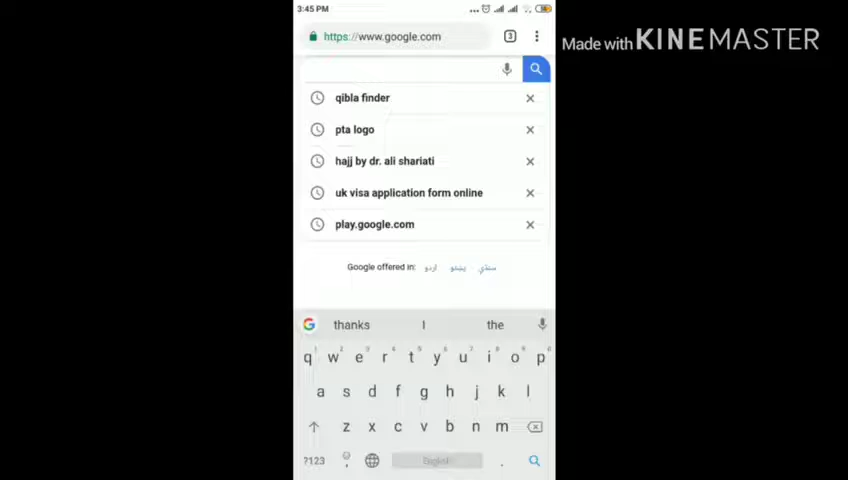 3:45 PM
https://www.google.com
3
Made with KINEMASTER
qibla finder
pta logo
hajj by dr. ali shariati
uk visa application form online
play.google.com
Google offered in: اردو پښتو سنڌي
thanks I the
q w e r t y u i o p
a s d f g h j k l
z x c v b n m
?123 , English .